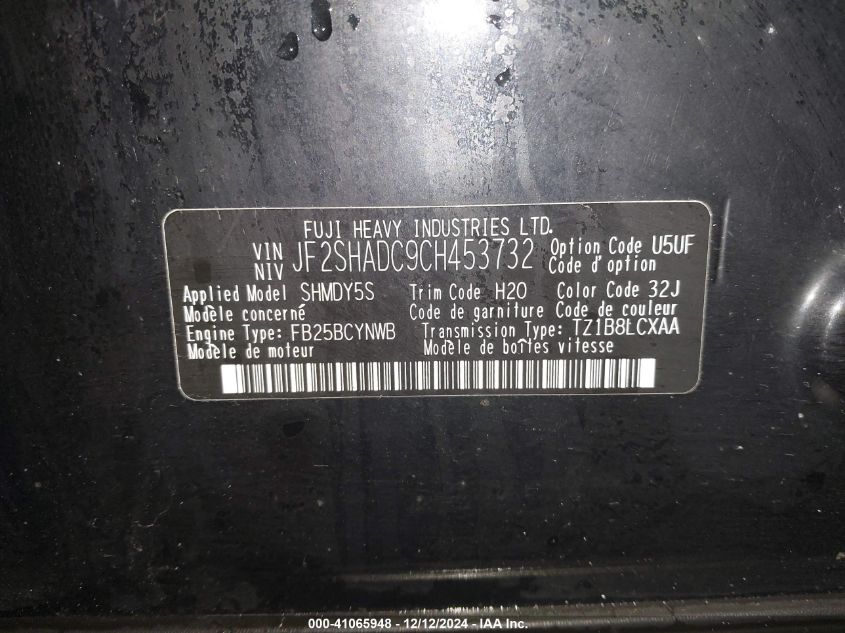 FUJI HEAVY INDUSTRIES LTD.
VIN JF2SHADC9CH453732 Option Code U5UF
NIV Code d'option
Applied Model SHMDY5S Trim Code H20 Color Code 32J
Modèle concerné Code de garniture Code de couleur
Engine Type: FB25BCYNWB Transmission Type: TZ1B8LCXAA
Modèle de moteur Modèle de boîtes vitesse
000-41065948 - 12/12/2024 - IAA Inc.